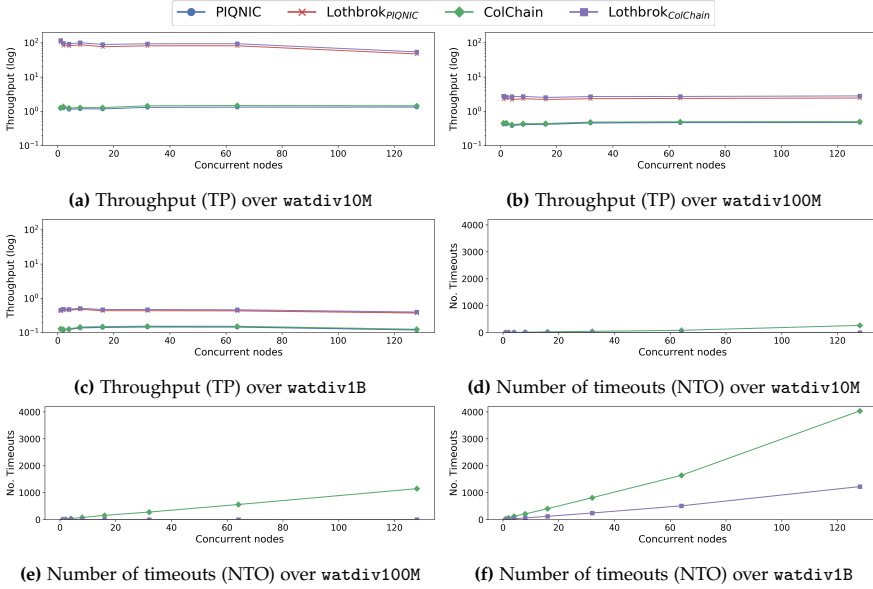 PIQNIC Lothbrok_PIQNIC ColChain Lothbrok_ColChain
Throughput (log)
10²
10¹
10⁰
10⁻¹
0 20 40 60 80 100 120
Concurrent nodes
(a) Throughput (TP) over watdiv10M
Throughput (log)
10²
10¹
10⁰
10⁻¹
0 20 40 60 80 100 120
Concurrent nodes
(b) Throughput (TP) over watdiv100M
Throughput (log)
10²
10¹
10⁰
10⁻¹
0 20 40 60 80 100 120
Concurrent nodes
(c) Throughput (TP) over watdiv1B
No. Timeouts
4000
3000
2000
1000
0
0 20 40 60 80 100 120
Concurrent nodes
(d) Number of timeouts (NTO) over watdiv10M
No. Timeouts
4000
3000
2000
1000
0
0 20 40 60 80 100 120
Concurrent nodes
(e) Number of timeouts (NTO) over watdiv100M
No. Timeouts
4000
3000
2000
1000
0
0 20 40 60 80 100 120
Concurrent nodes
(f) Number of timeouts (NTO) over watdiv1B